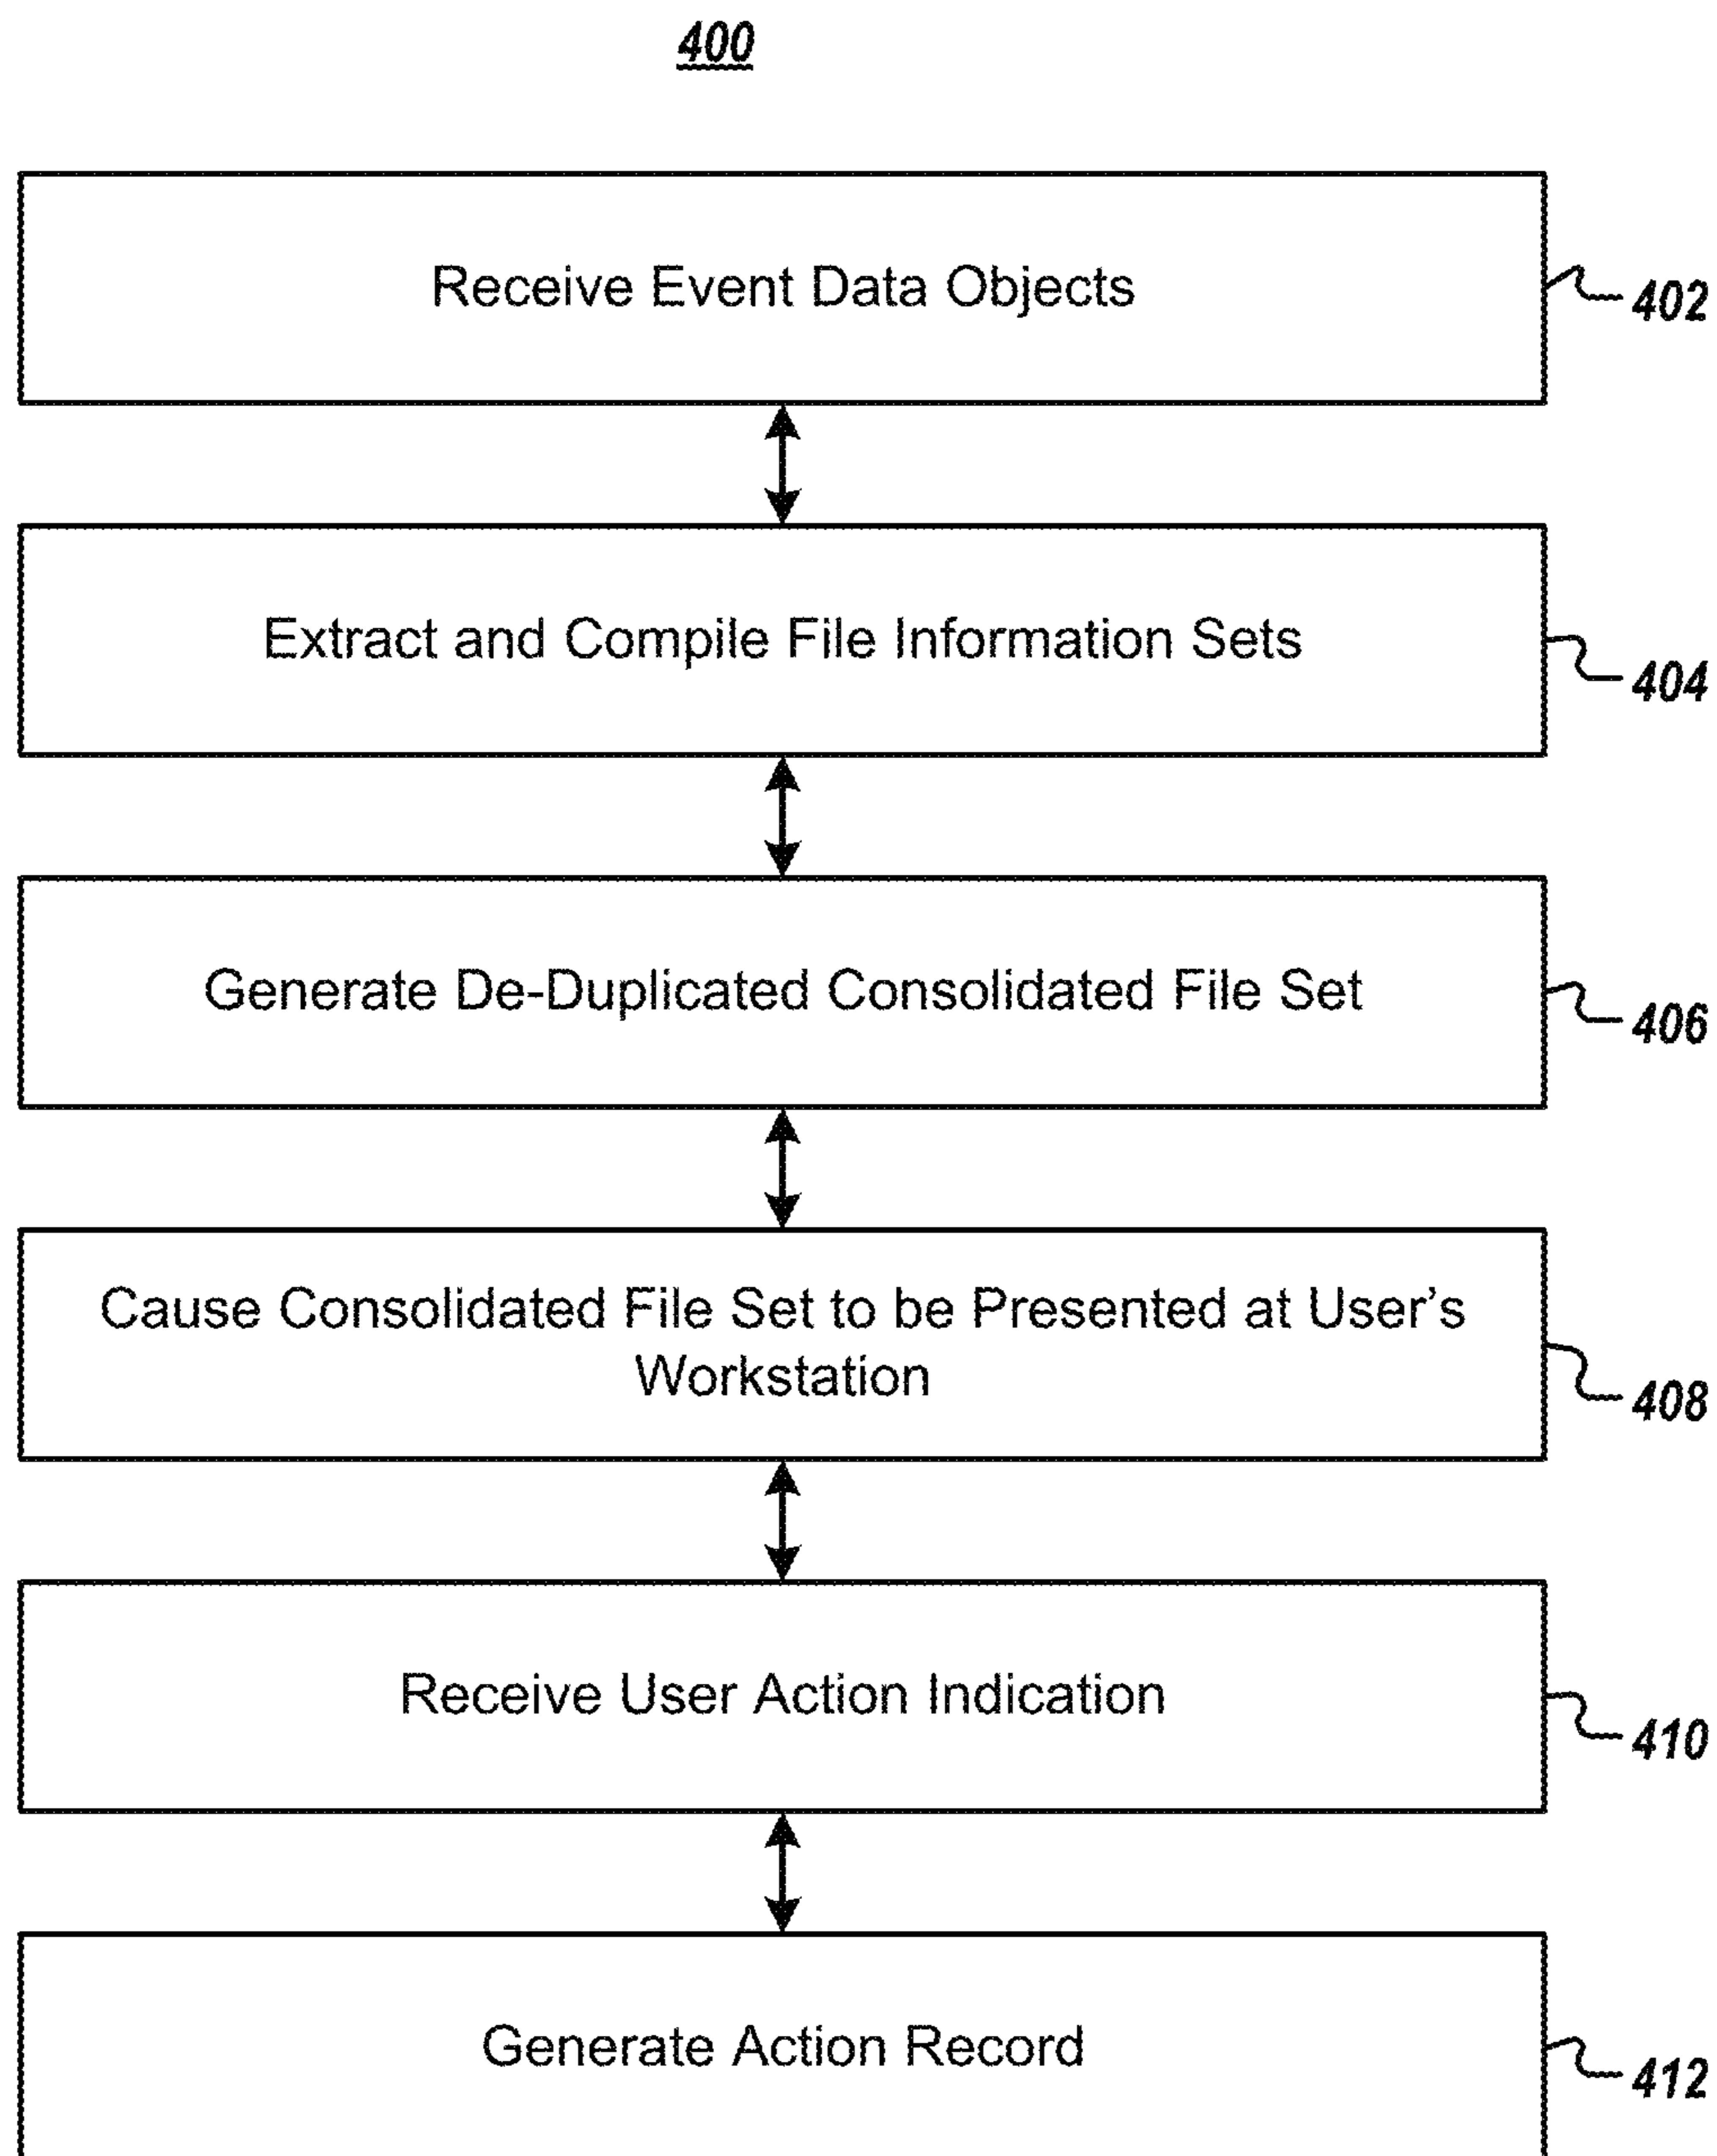 400
Receive Event Data Objects
402
Extract and Compile File Information Sets
404
Generate De-Duplicated Consolidated File Set
406
Cause Consolidated File Set to be Presented at User’s
Workstation
408
Receive User Action Indication
410
Generate Action Record
412